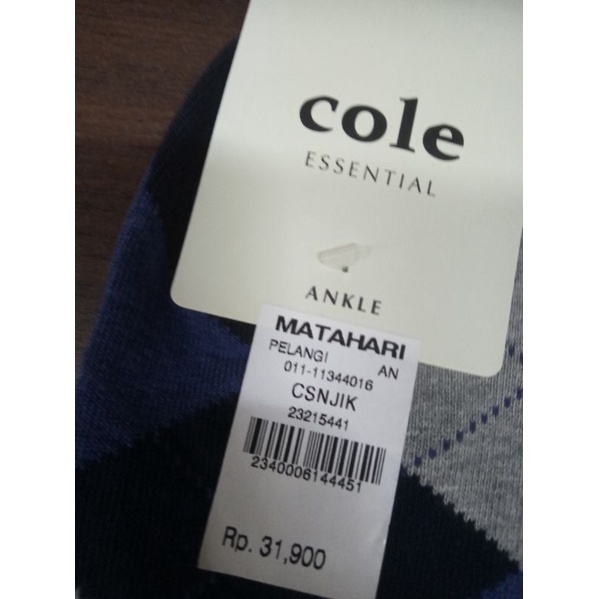 cole
ESSENTIAL
ANKLE
MATAHARI
PELANGI AN
011-11344016
CSNJIK
23215441
2340006144451
Rp. 31,900